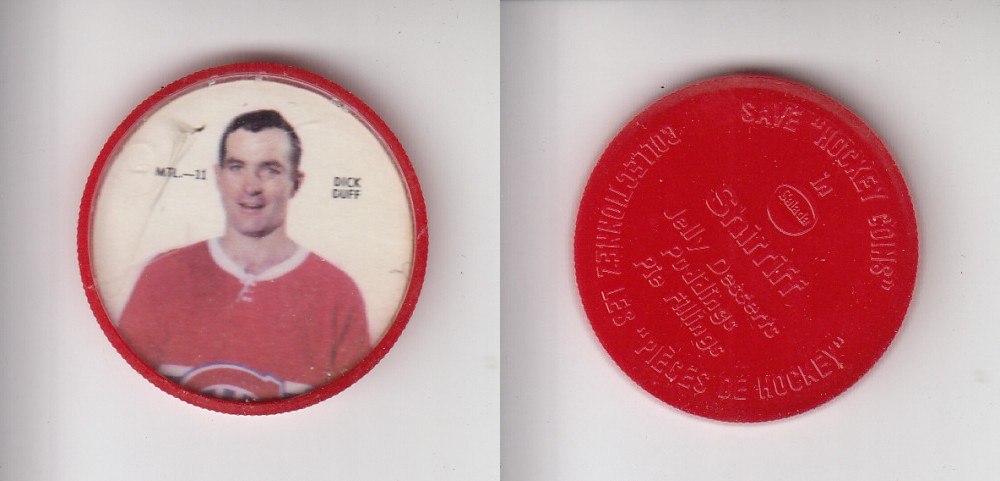 MTL.—11
DICK
DUFF
SAVE "HOCKEY COINS"
in
Salada
Shirriff
Jelly Desserts
Puddings
Pie Fillings
COLLECTIONNEZ LES "PIÈCES DE HOCKEY"